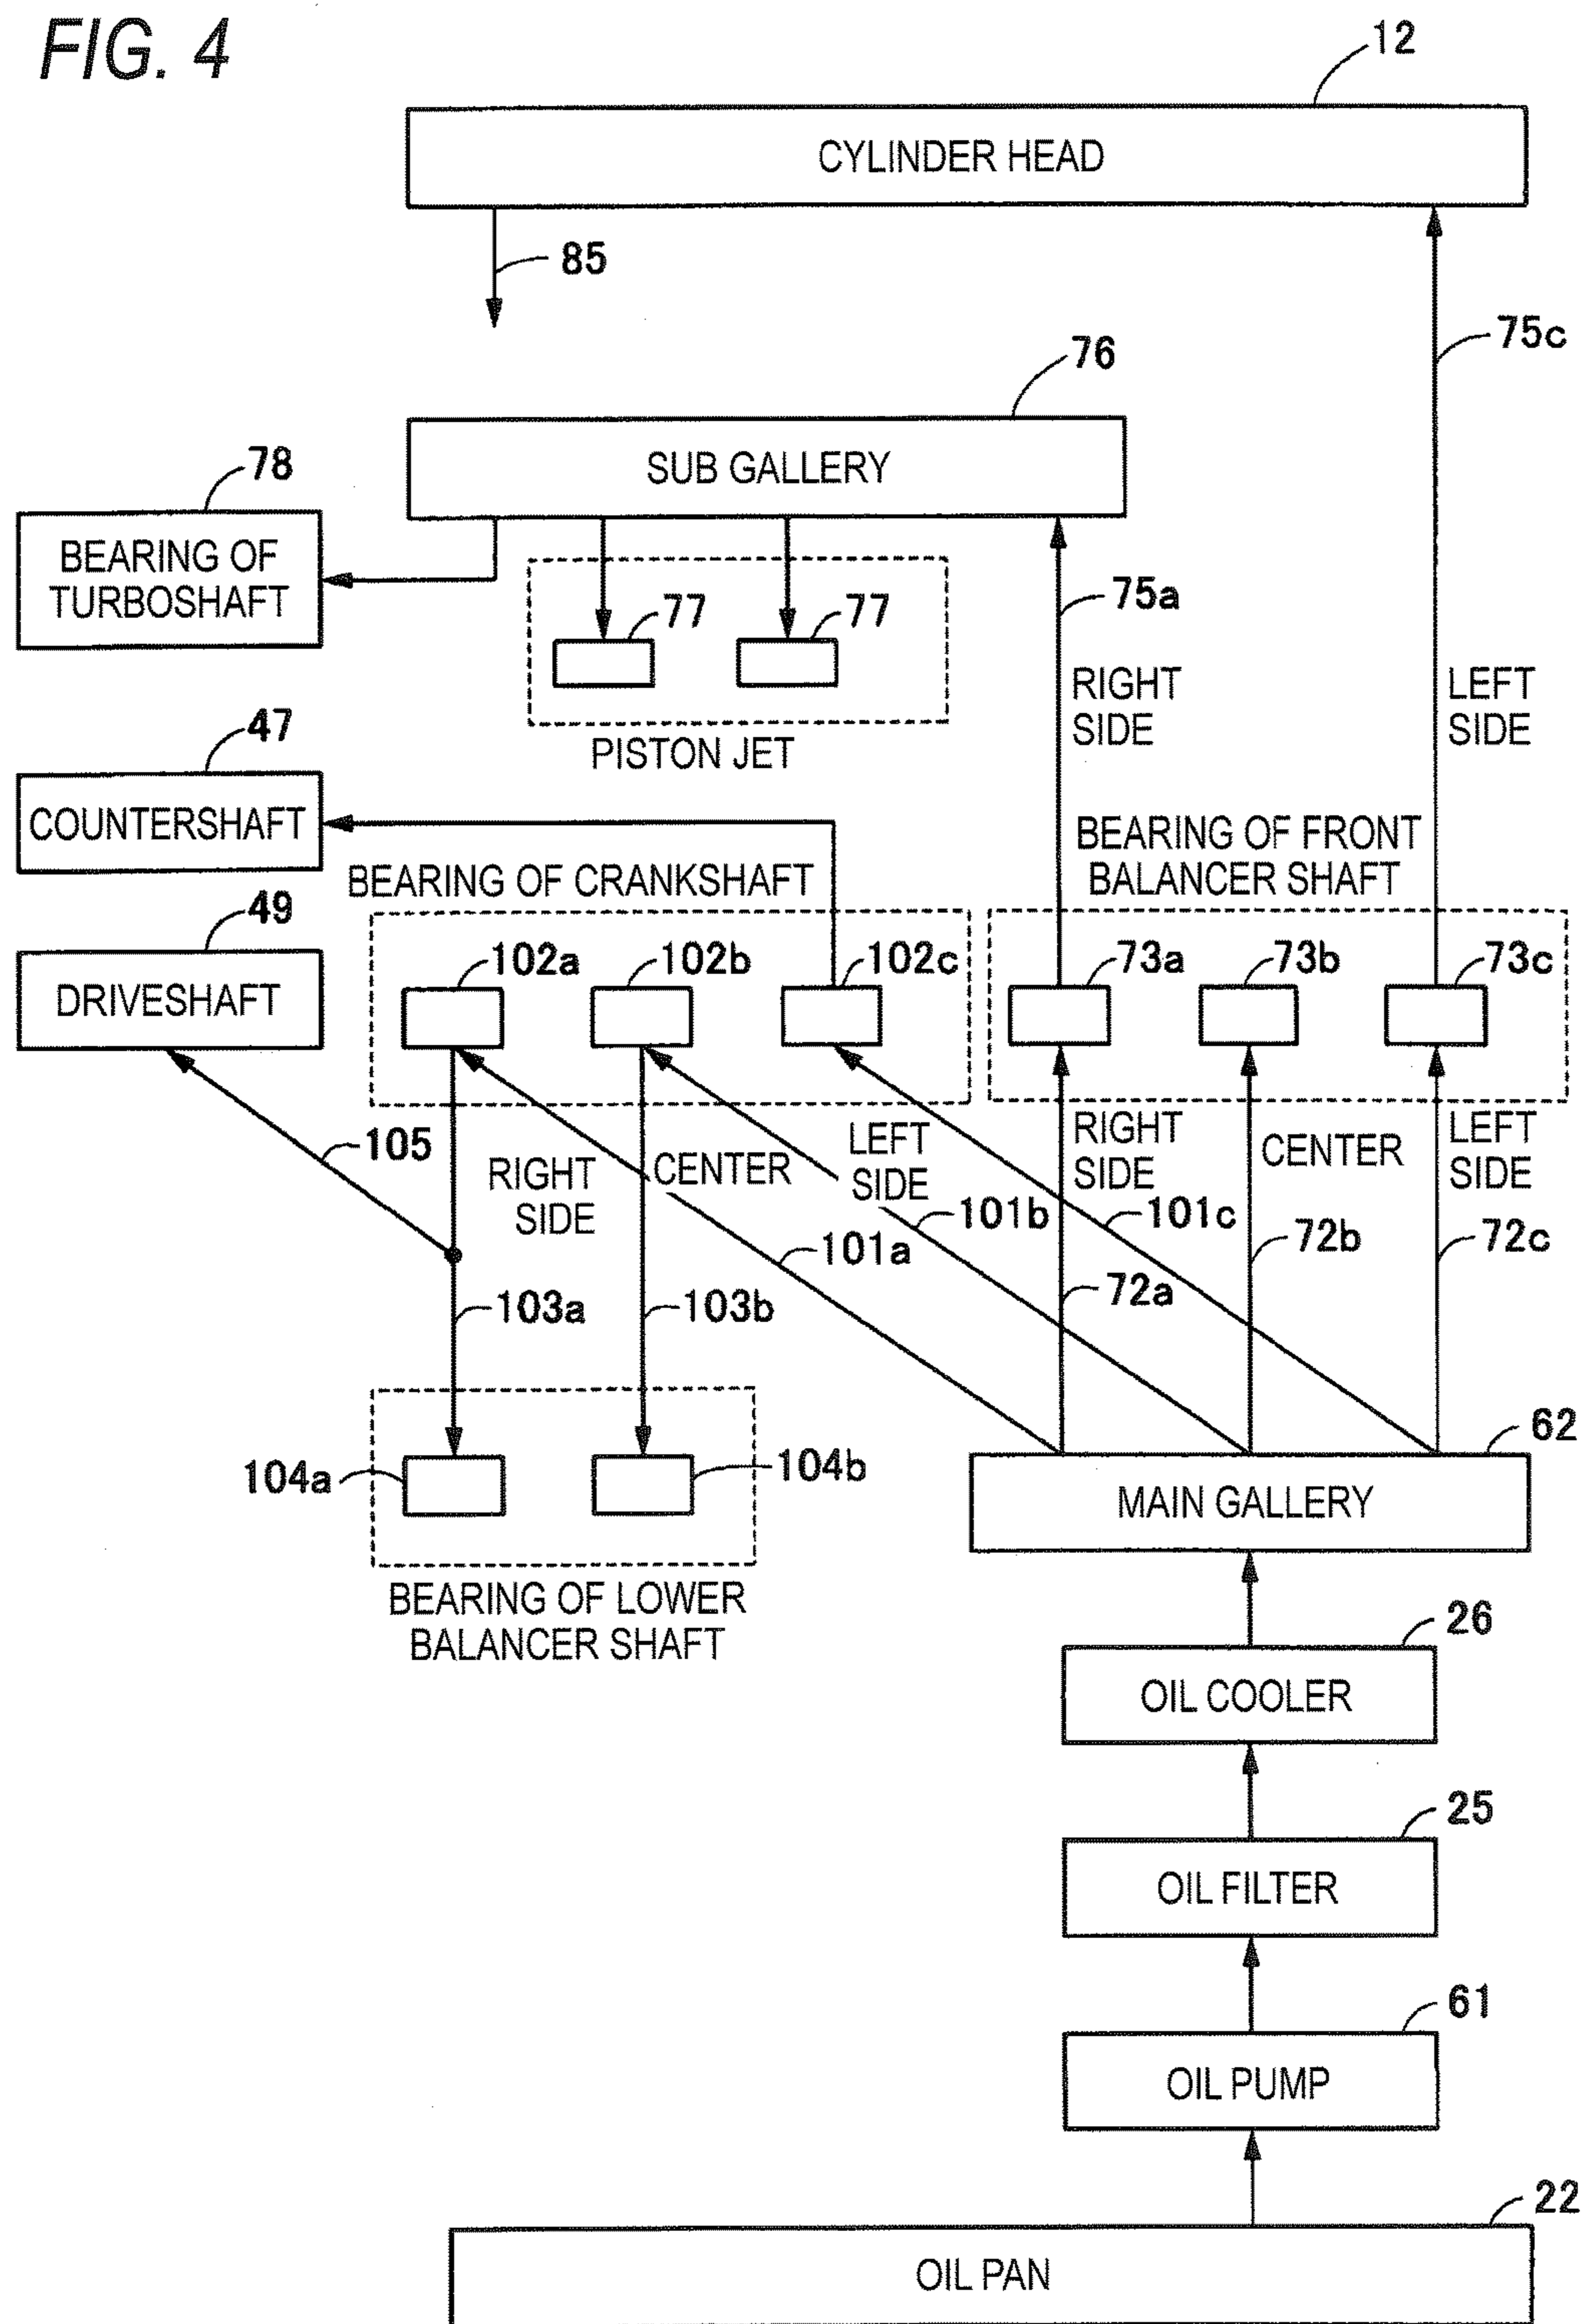 FIG. 4
12
CYLINDER HEAD
85
75c
76
SUB GALLERY
78
BEARING OF
TURBOSHAFT
77
77
75a
RIGHT
SIDE
LEFT
SIDE
PISTON JET
47
COUNTERSHAFT
BEARING OF FRONT
BALANCER SHAFT
BEARING OF CRANKSHAFT
49
DRIVESHAFT
102a
102b
102c
73a
73b
73c
105
RIGHT
SIDE
CENTER
LEFT
SIDE
RIGHT
SIDE
CENTER
LEFT
SIDE
101a
101b
101c
72a
72b
72c
103a
103b
62
104a
104b
MAIN GALLERY
BEARING OF LOWER
BALANCER SHAFT
26
OIL COOLER
25
OIL FILTER
61
OIL PUMP
22
OIL PAN